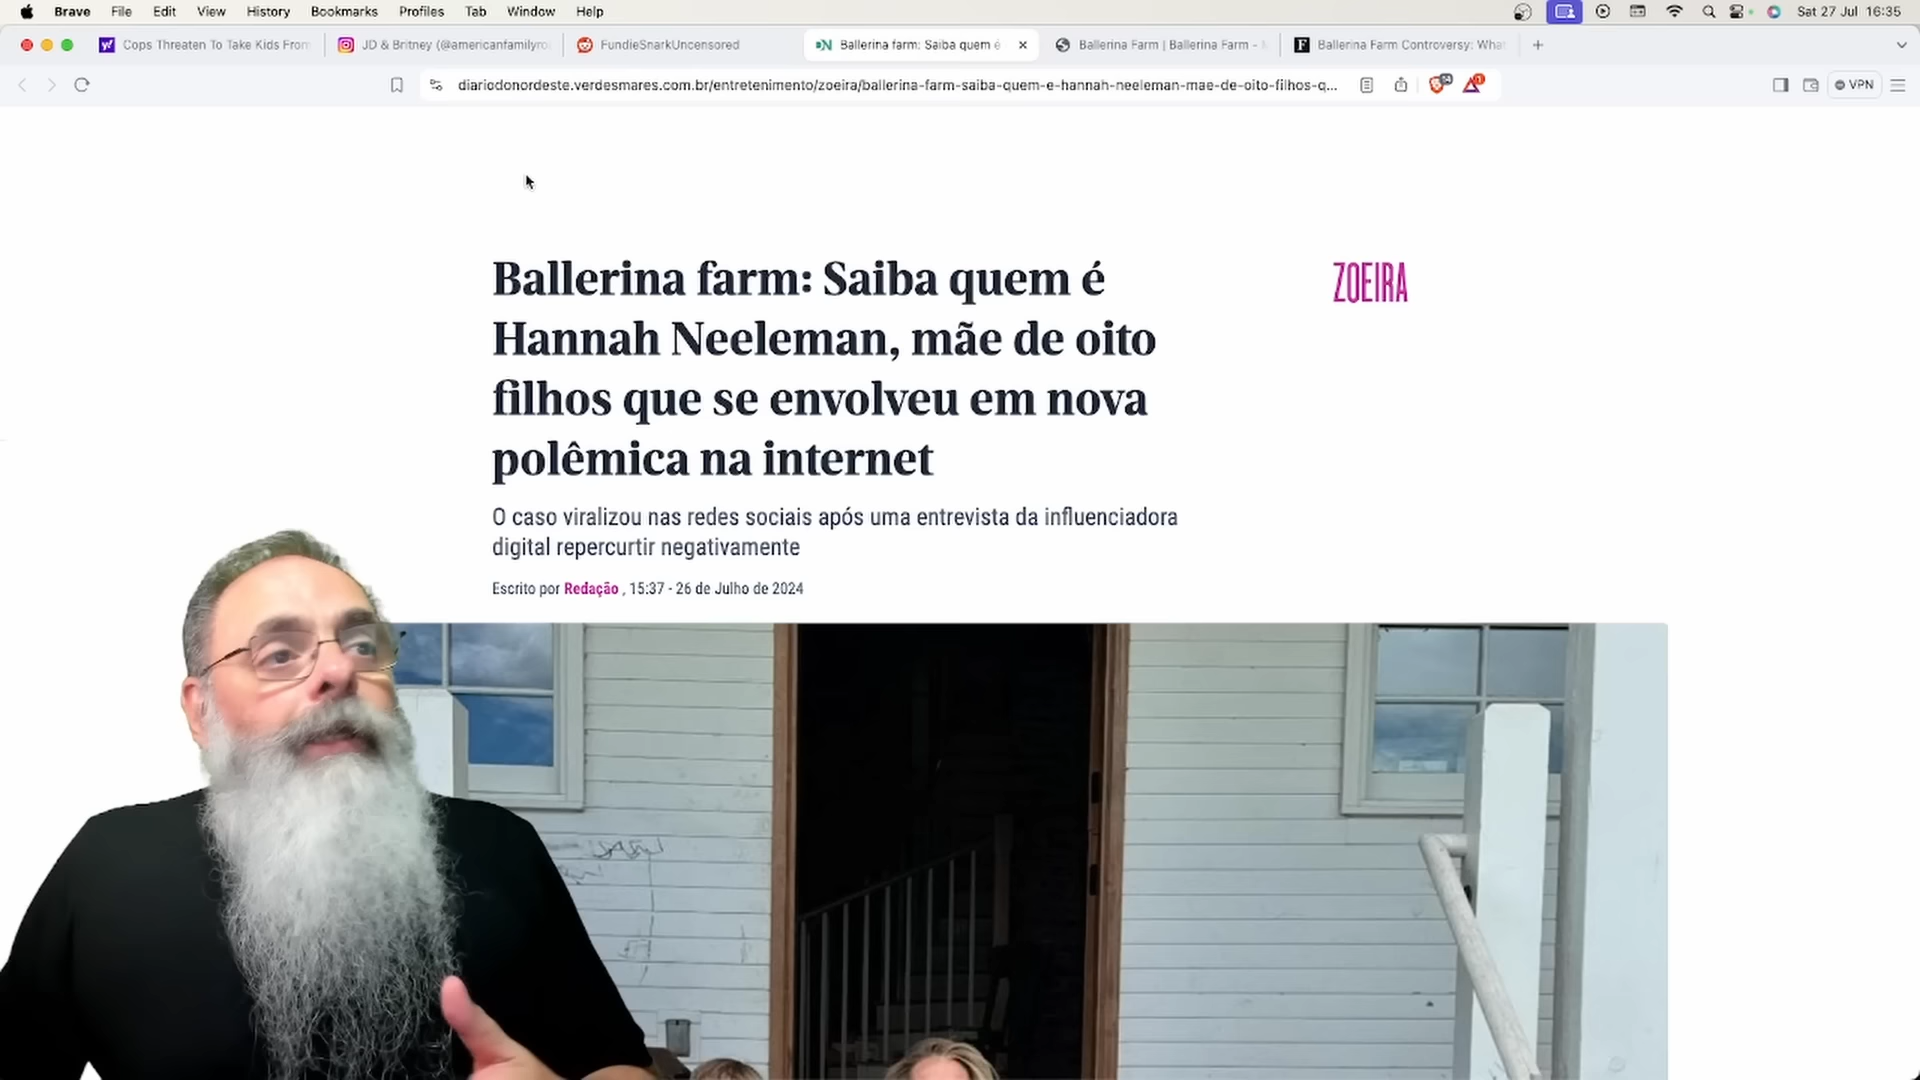 Brave File Edit View History Bookmarks Profiles Tab Window Help Sat 27 Jul 16:35
Cops Threaten To Take Kids From JD & Britney (@americanfamilyro FundieSnarkUncensored Ballerina farm: Saiba quem é Ballerina Farm | Ballerina Farm - Ballerina Farm Controversy: What
diariodonordeste.verdesmares.com.br/entretenimento/zoeira/ballerina-farm-saiba-quem-e-hannah-neeleman-mae-de-oito-filhos-q... VPN
Ballerina farm: Saiba quem é
Hannah Neeleman, mãe de oito
filhos que se envolveu em nova
polêmica na internet
ZOEIRA
O caso viralizou nas redes sociais após uma entrevista da influenciadora
digital repercurtir negativamente
Escrito por Redação , 15:37 - 26 de Julho de 2024